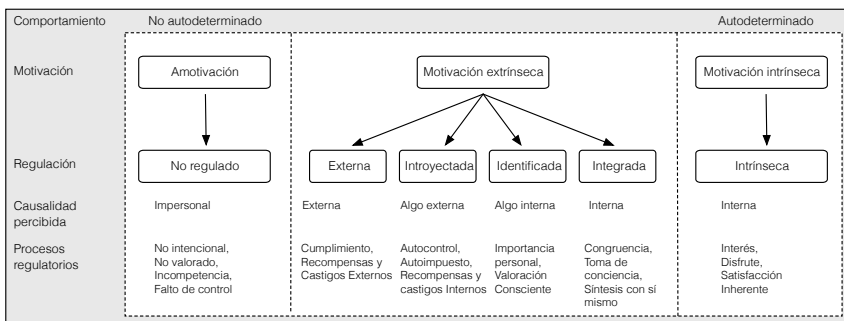 Comportamiento No autodeterminado Autodeterminado
Motivación Amotivación Motivación extrínseca Motivación intrínseca
Regulación No regulado Externa Introyectada Identificada Integrada Intrínseca
Causalidad percibida Impersonal Externa Algo externa Algo interna Interna Interna
Procesos regulatorios
No intencional,
No valorado,
Incompetencia,
Falto de control
Cumplimiento,
Recompensas y
Castigos Externos
Autocontrol,
Autoimpuesto,
Recompensas y
castigos Internos
Importancia
personal,
Valoración
Consciente
Congruencia,
Toma de
conciencia,
Síntesis con sí
mismo
Interés,
Disfrute,
Satisfacción
Inherente